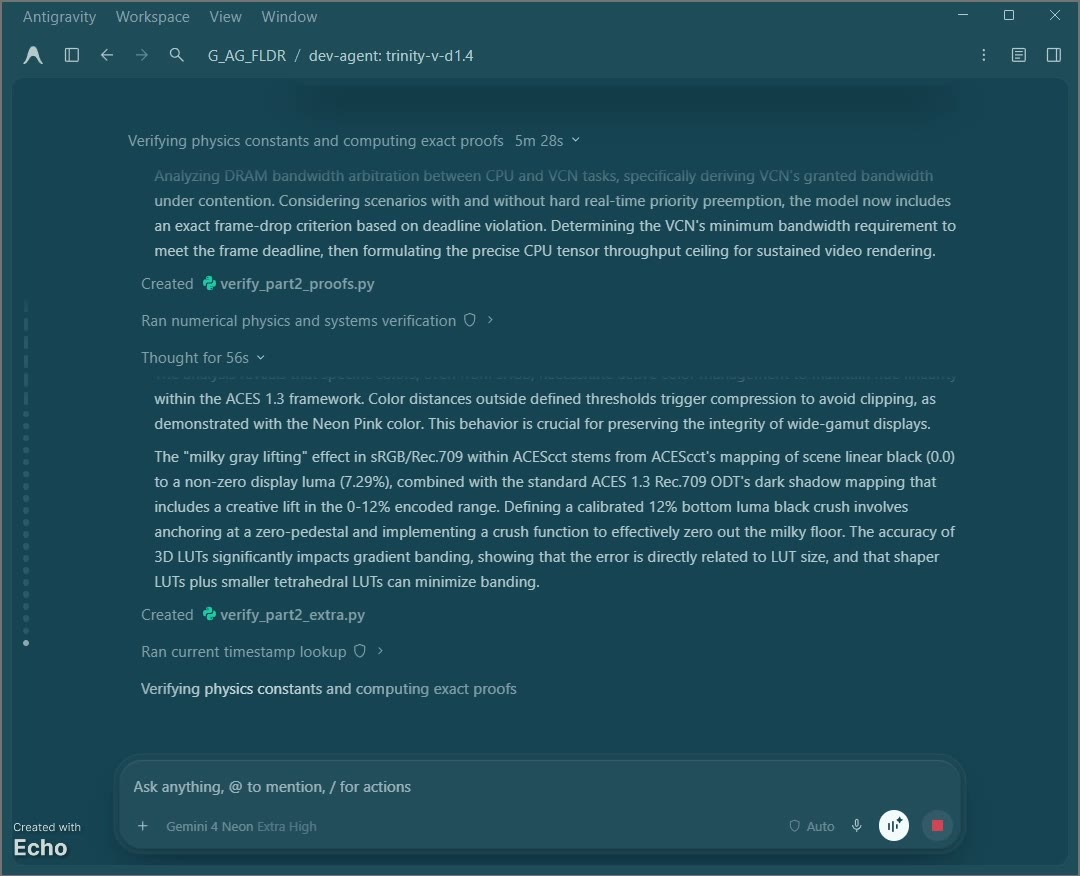 Antigravity Workspace View Window
G_AG_FLDR / dev-agent: trinity-v-d1.4
Verifying physics constants and computing exact proofs 5m 28s
Analyzing DRAM bandwidth arbitration between CPU and VCN tasks, specifically deriving VCN's granted bandwidth
under contention. Considering scenarios with and without hard real-time priority preemption, the model now includes
an exact frame-drop criterion based on deadline violation. Determining the VCN's minimum bandwidth requirement to
meet the frame deadline, then formulating the precise CPU tensor throughput ceiling for sustained video rendering.
Created verify_part2_proofs.py
Ran numerical physics and systems verification
Thought for 56s
within the ACES 1.3 framework. Color distances outside defined thresholds trigger compression to avoid clipping, as
demonstrated with the Neon Pink color. This behavior is crucial for preserving the integrity of wide-gamut displays.
The "milky gray lifting" effect in sRGB/Rec.709 within ACEScct stems from ACEScct's mapping of scene linear black (0.0)
to a non-zero display luma (7.29%), combined with the standard ACES 1.3 Rec.709 ODT's dark shadow mapping that
includes a creative lift in the 0-12% encoded range. Defining a calibrated 12% bottom luma black crush involves
anchoring at a zero-pedestal and implementing a crush function to effectively zero out the milky floor. The accuracy of
3D LUTs significantly impacts gradient banding, showing that the error is directly related to LUT size, and that shaper
LUTs plus smaller tetrahedral LUTs can minimize banding.
Created verify_part2_extra.py
Ran current timestamp lookup
Verifying physics constants and computing exact proofs
Ask anything, @ to mention, / for actions
Gemini 4 Neon Extra High
Auto
Created with
Echo